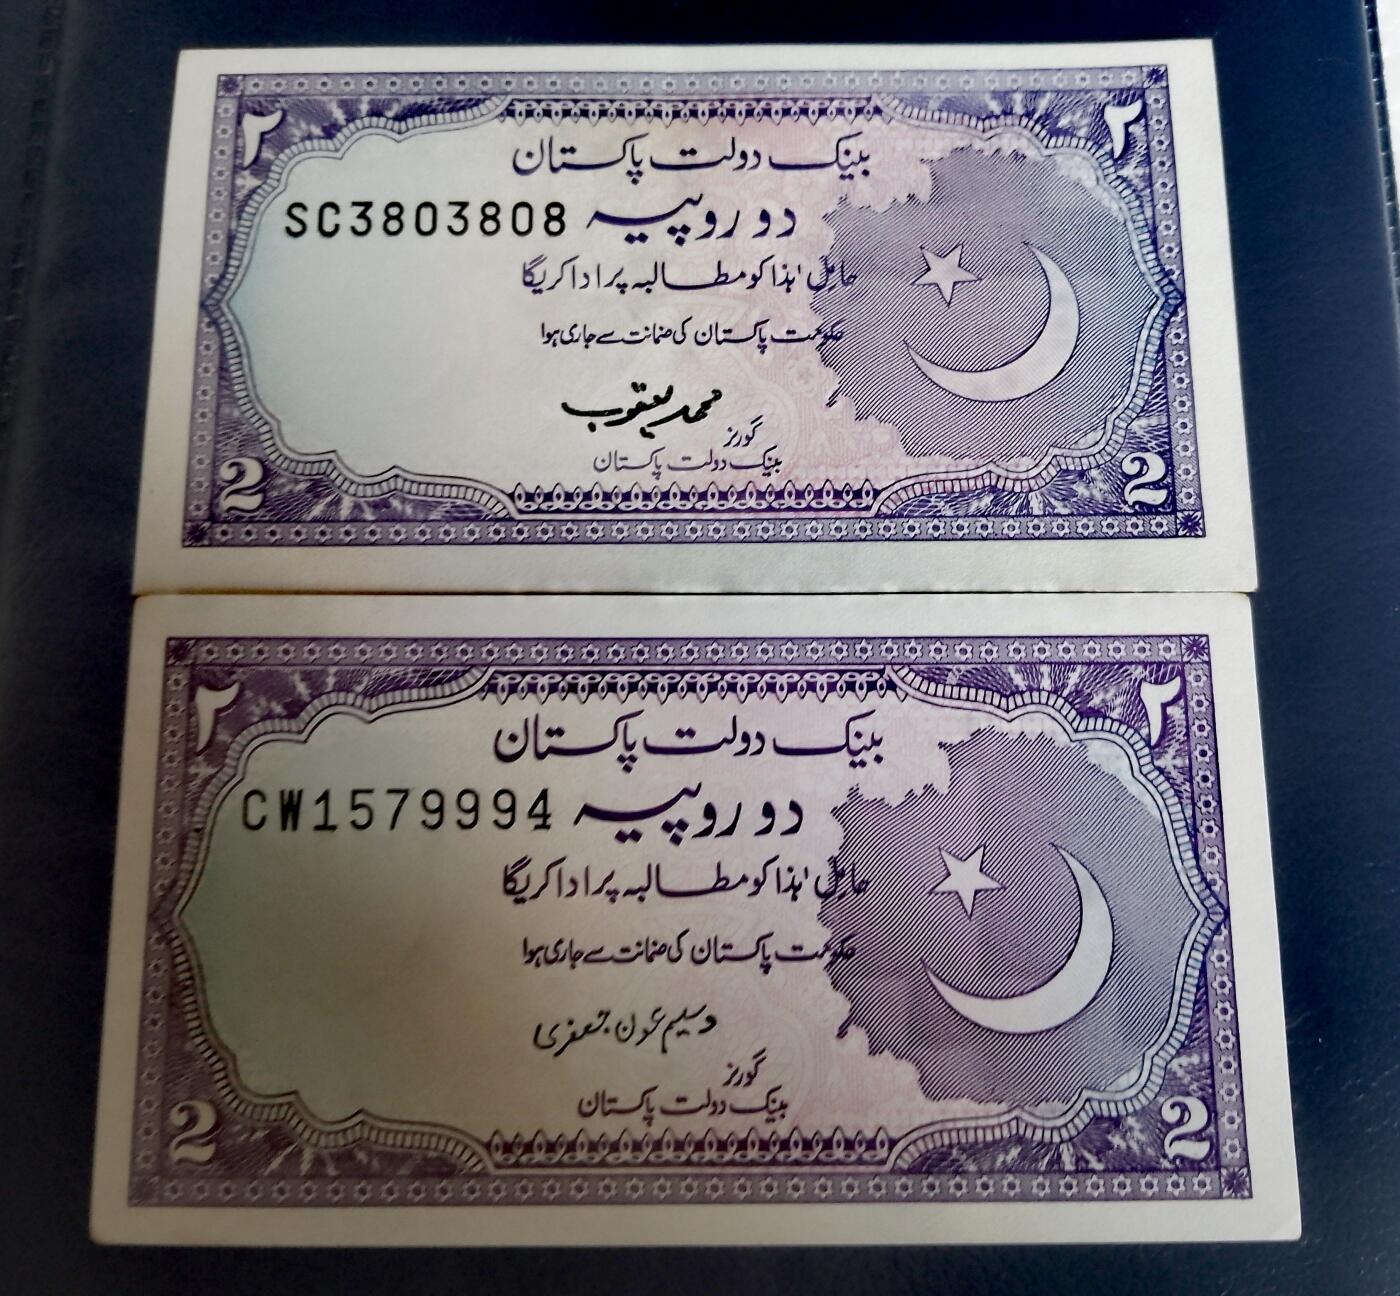 ۲ ۲
بینک دولت پاکستان
SC3803808 دو روپیہ
حاملِ ہٰذا کو مطالبہ پر ادا کریگا
حکومت پاکستان کی ضمانت سے جاری ہوا
محمد یعقوب
گورنر
بینک دولت پاکستان
2 2
۲ ۲
بینک دولت پاکستان
CW1579994 دو روپیہ
حاملِ ہٰذا کو مطالبہ پر ادا کریگا
حکومت پاکستان کی ضمانت سے جاری ہوا
وسیم عون جعفری
گورنر
بینک دولت پاکستان
2 2